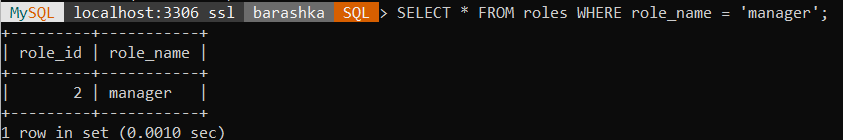 MySQL localhost:3306 ssl barashka SQL > SELECT * FROM roles WHERE role_name = 'manager';
+---------+-----------+
| role_id | role_name |
+---------+-----------+
|       2 | manager   |
+---------+-----------+
1 row in set (0.0010 sec)